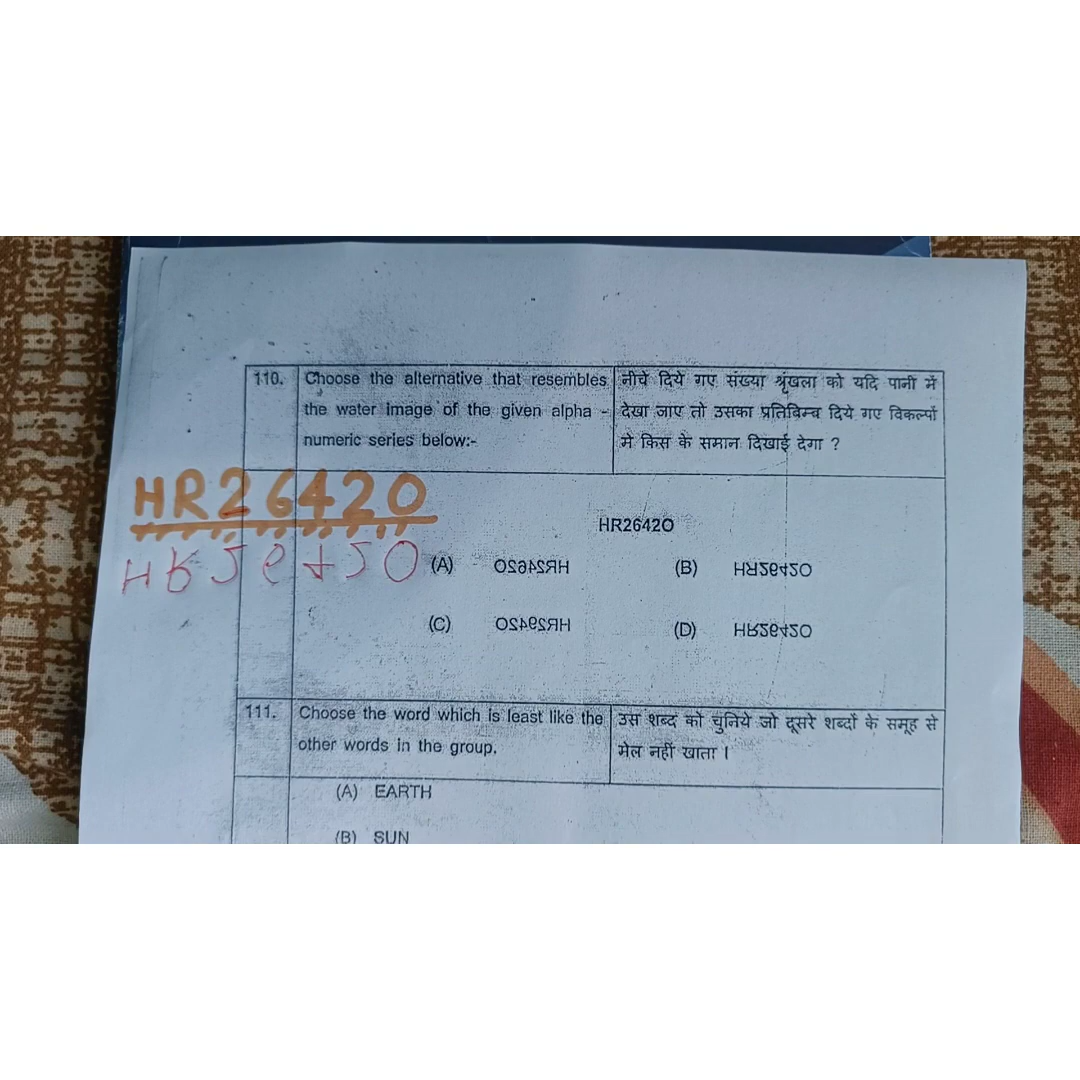 110. Choose the alternative that resembles the water image of the given alpha - numeric series below:-
नीचे दिये गए संख्या श्रृंखला को यदि पानी में देखा जाए तो उसका प्रतिविम्ब दिये गए विकल्पों मे किस के समान दिखाई देगा ?
HR26420
HR2642O
(A)
(B)
(C)
(D)
111. Choose the word which is least like the other words in the group.
उस शब्द को चुनिये जो दूसरे शब्दों के समूह से मेल नहीं खाता ।
(A) EARTH
(B) SUN